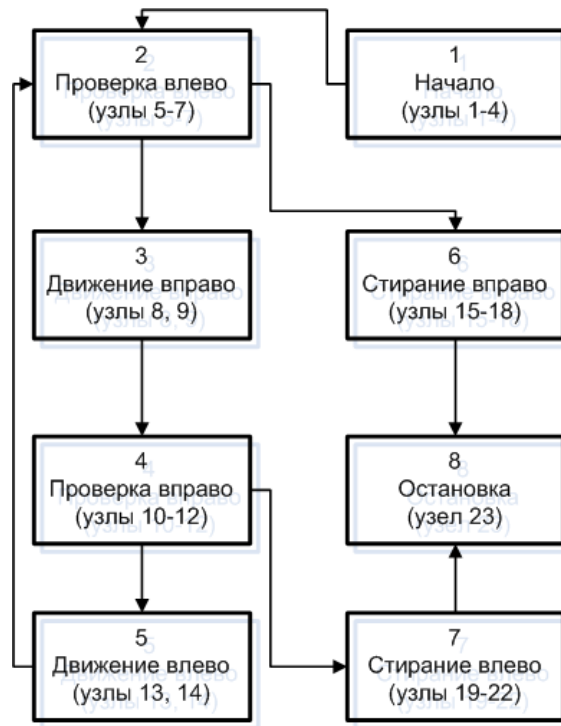 2
Проверка влево
(узлы 5-7)
1
Начало
(узлы 1-4)
3
Движение вправо
(узлы 8, 9)
6
Стирание вправо
(узлы 15-18)
4
Проверка вправо
(узлы 10-12)
8
Остановка
(узел 23)
5
Движение влево
(узлы 13, 14)
7
Стирание влево
(узлы 19-22)